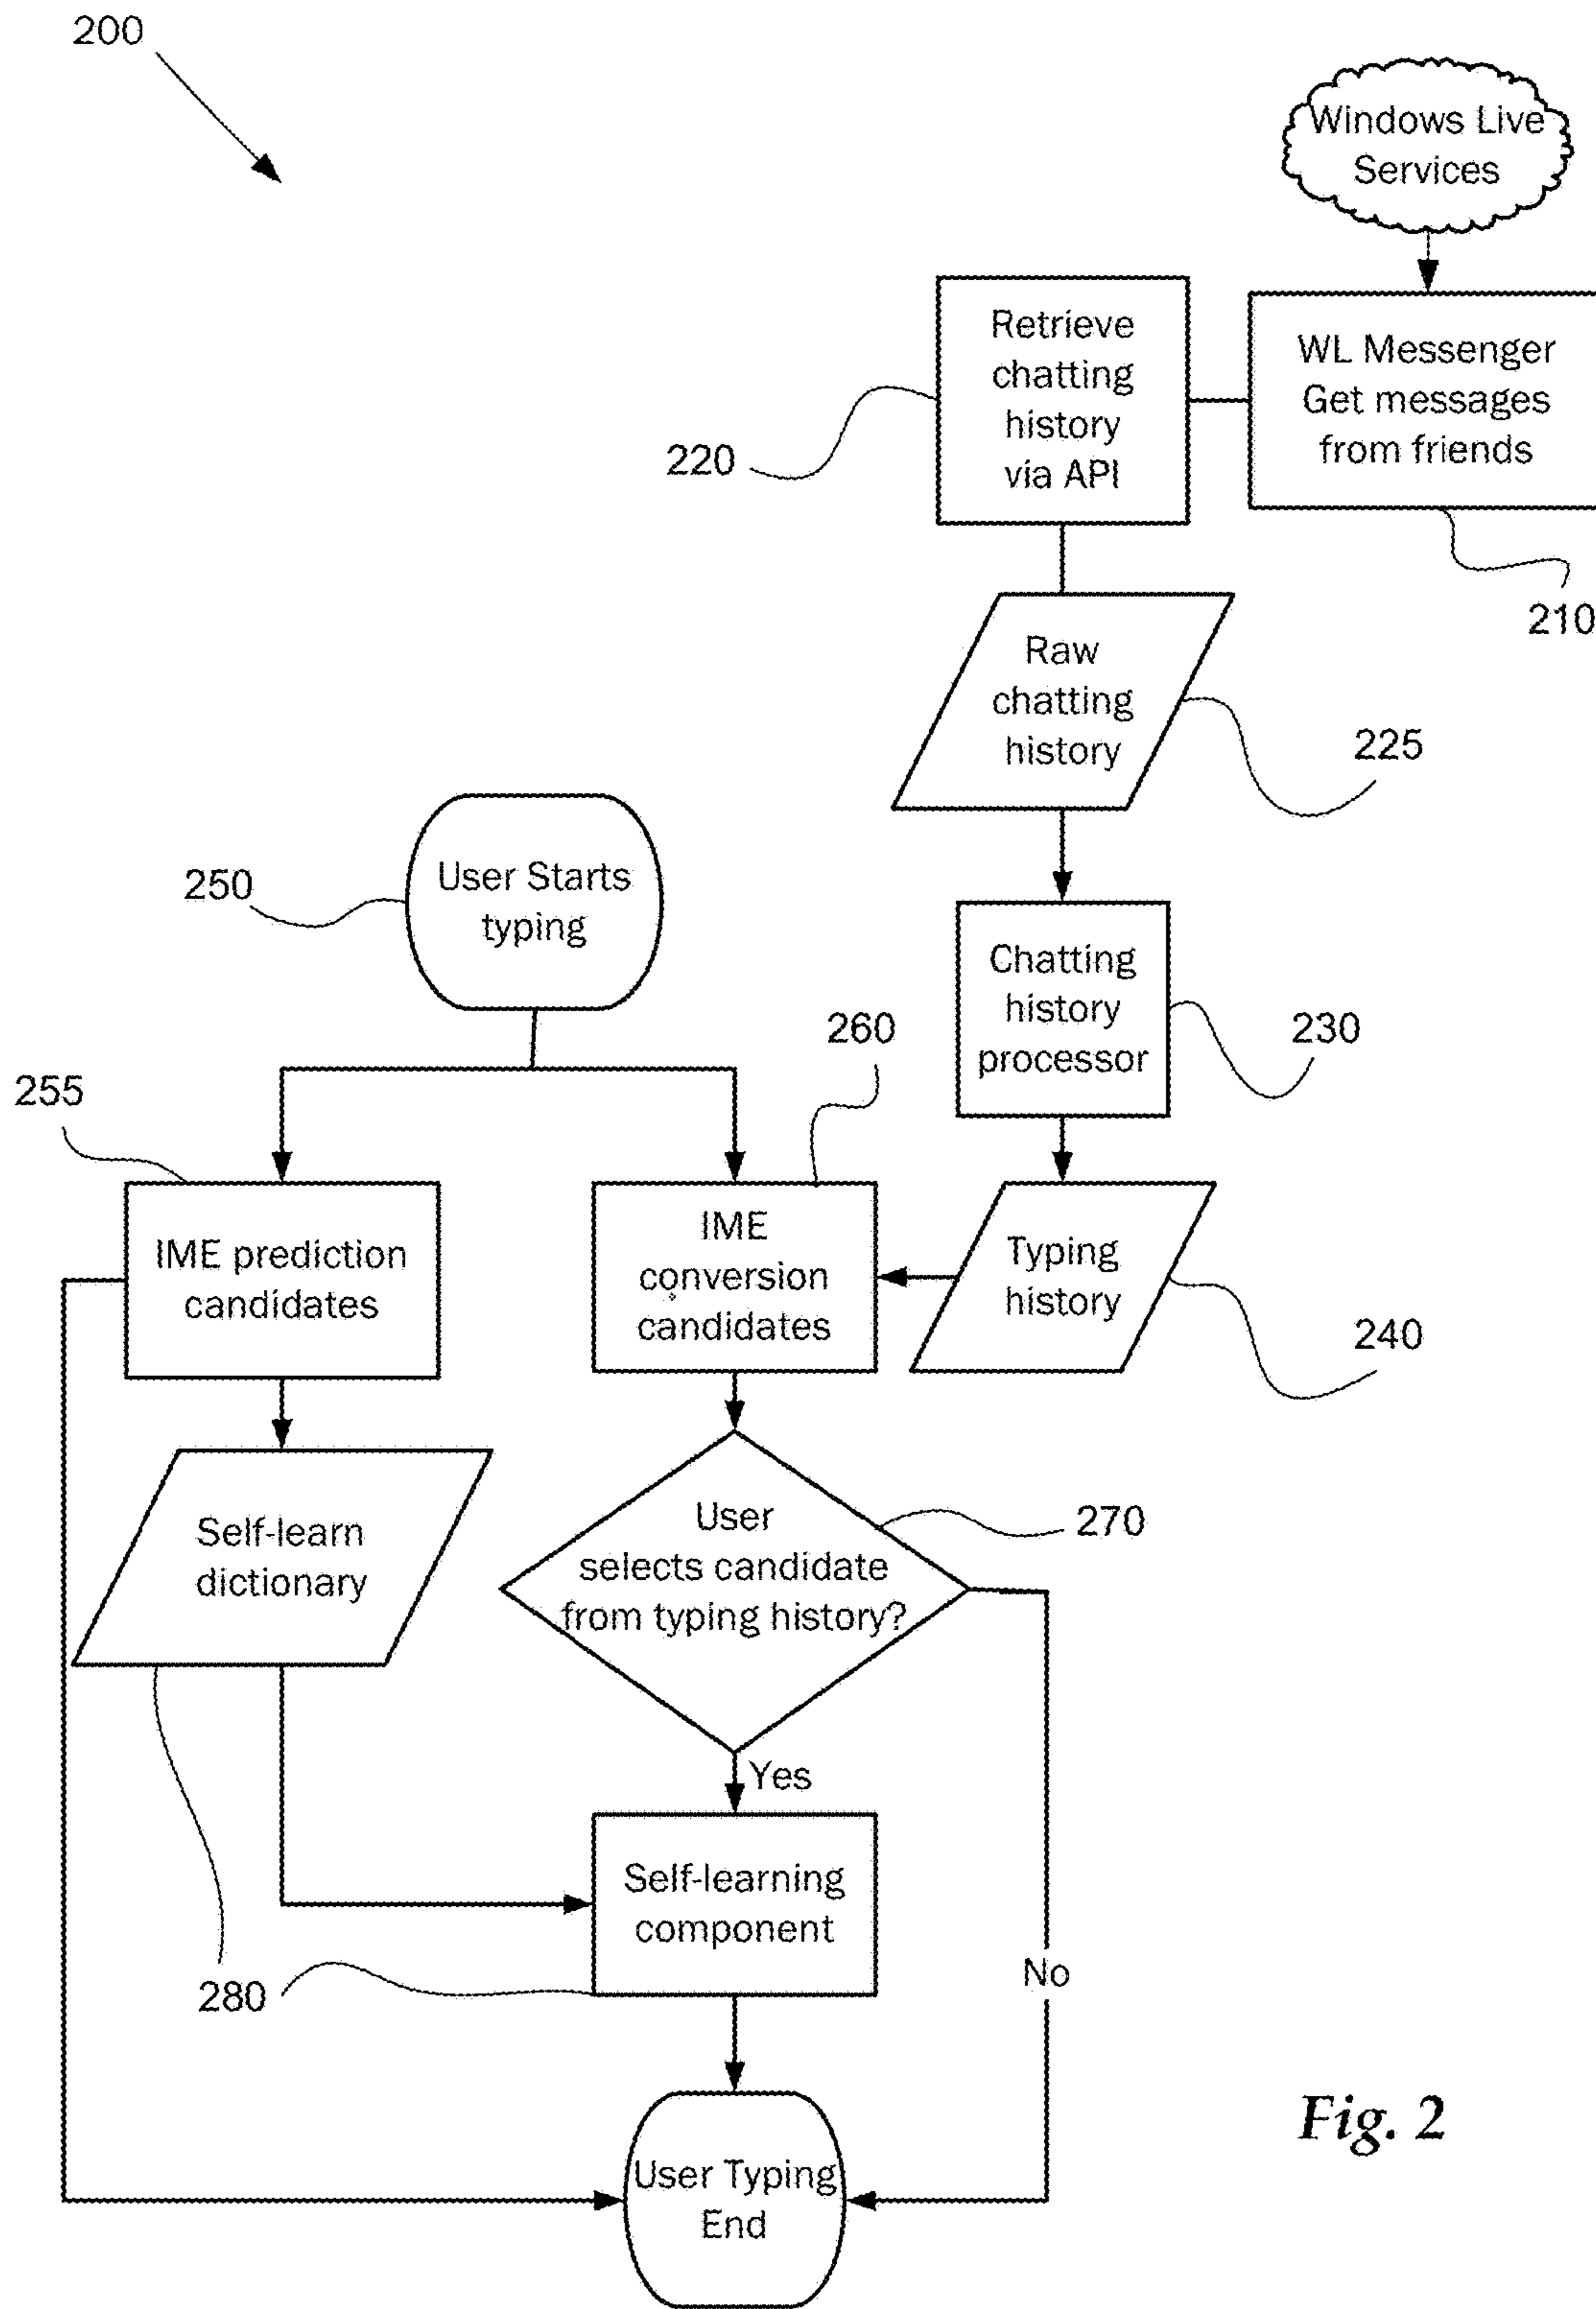 200
Windows Live
Services
Retrieve
chatting
history
via API
WL Messenger
Get messages
from friends
220
210
Raw
chatting
history
225
User Starts
typing
250
Chatting
history
processor
230
260
255
IME prediction
candidates
IME
conversion
candidates
Typing
history
240
Self-learn
dictionary
User
selects candidate
from typing history?
270
Yes
Self-learning
component
280
No
User Typing
End
Fig. 2